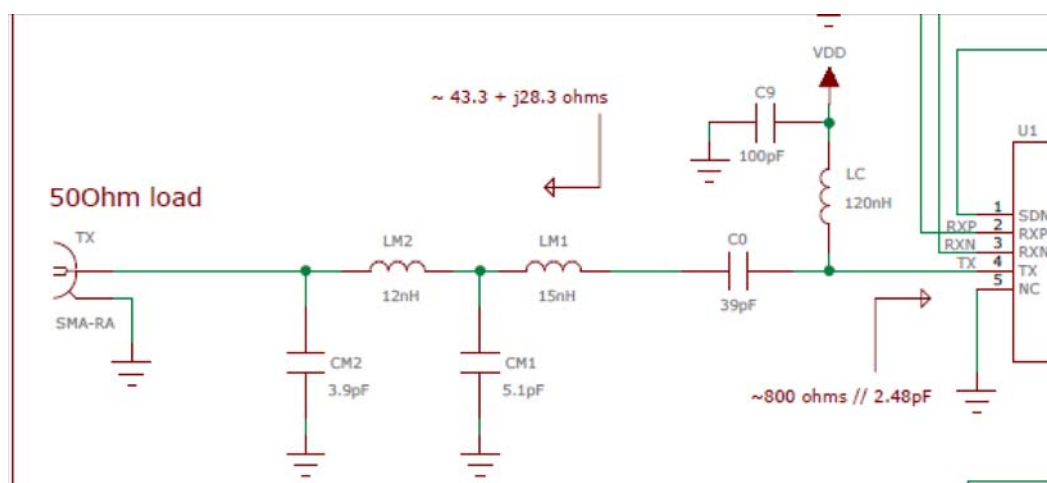 VDD
~ 43.3 + j28.3 ohms
C9
100pF
U1
LC
120nH
50Ohm load
TX
SMA-RA
LM2
12nH
LM1
15nH
C0
39pF
RXP
RXN
TX
1
2
3
4
5
SDN
RXP
RXN
TX
NC
CM2
3.9pF
CM1
5.1pF
~800 ohms // 2.48pF